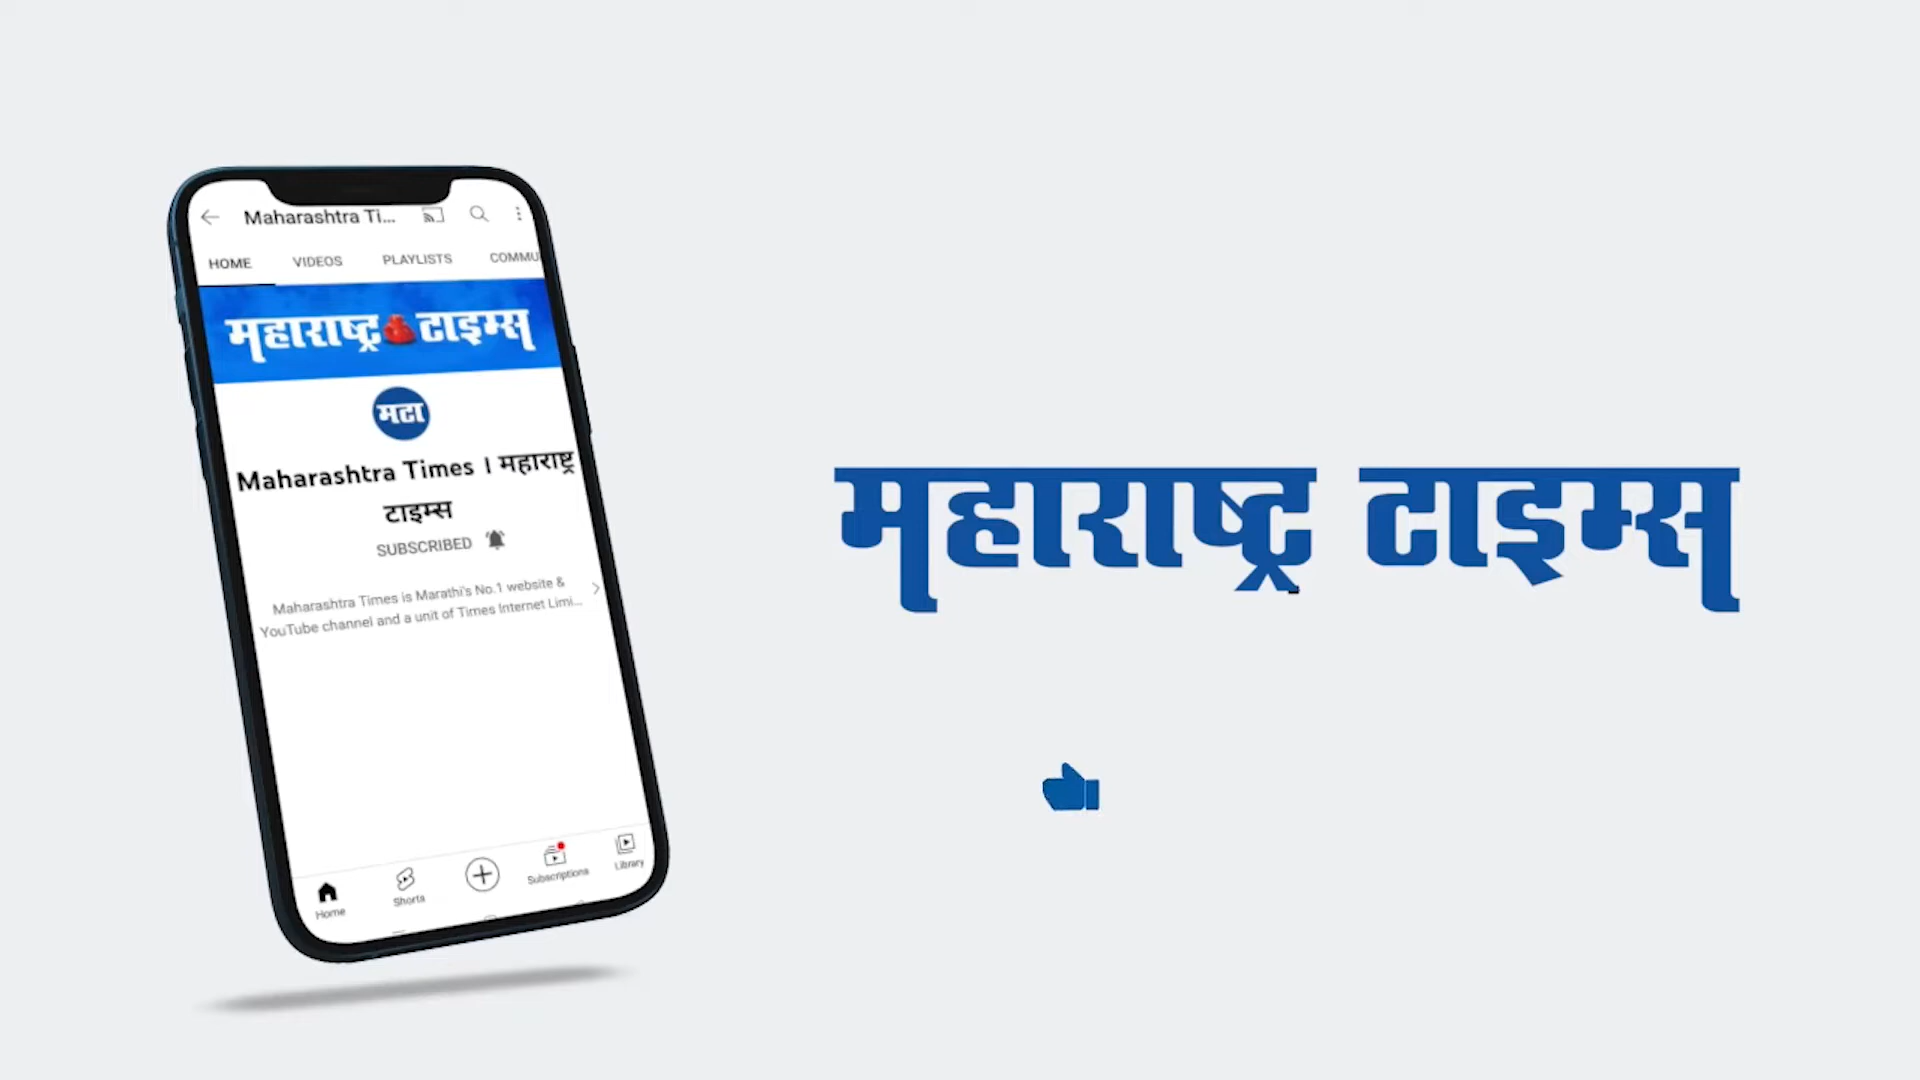 Maharashtra Ti...
HOME VIDEOS PLAYLISTS COMMU
महाराष्ट्र टाइम्स
मटा
Maharashtra Times । महाराष्ट्र
टाइम्स
SUBSCRIBED
Maharashtra Times is Marathi's No.1 website &
YouTube channel and a unit of Times Internet Limi...
Home Shorts Subscriptions Library
महाराष्ट्र टाइम्स